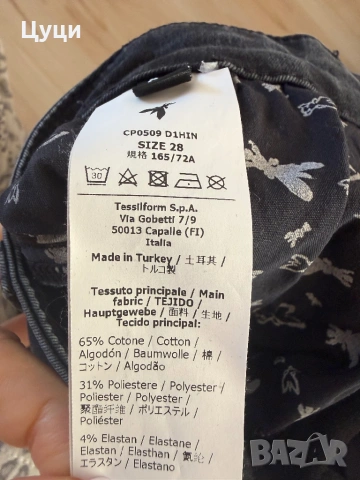 Цуци
CP0509 D1HIN
SIZE 28
規格 165/72A
30
Tessilform S.p.A.
Via Gobetti 7/9
50013 Capalle (FI)
Italia
Made in Turkey / 土耳其 /
トルコ製
Tessuto principale / Main
fabric / TEJIDO /
Hauptgewebe / 面料 / 生地 /
Tecido principal:
65% Cotone / Cotton /
Algodón / Baumwolle / 棉 /
コットン / Algodão
31% Poliestere / Polyester /
Poliester / Polyester /
聚酯纤维 / ポリエステル /
Poliéster
4% Elastan / Elastane /
Elastan / Elasthan / 氨纶 /
エラスタン / Elastano
BAZAR